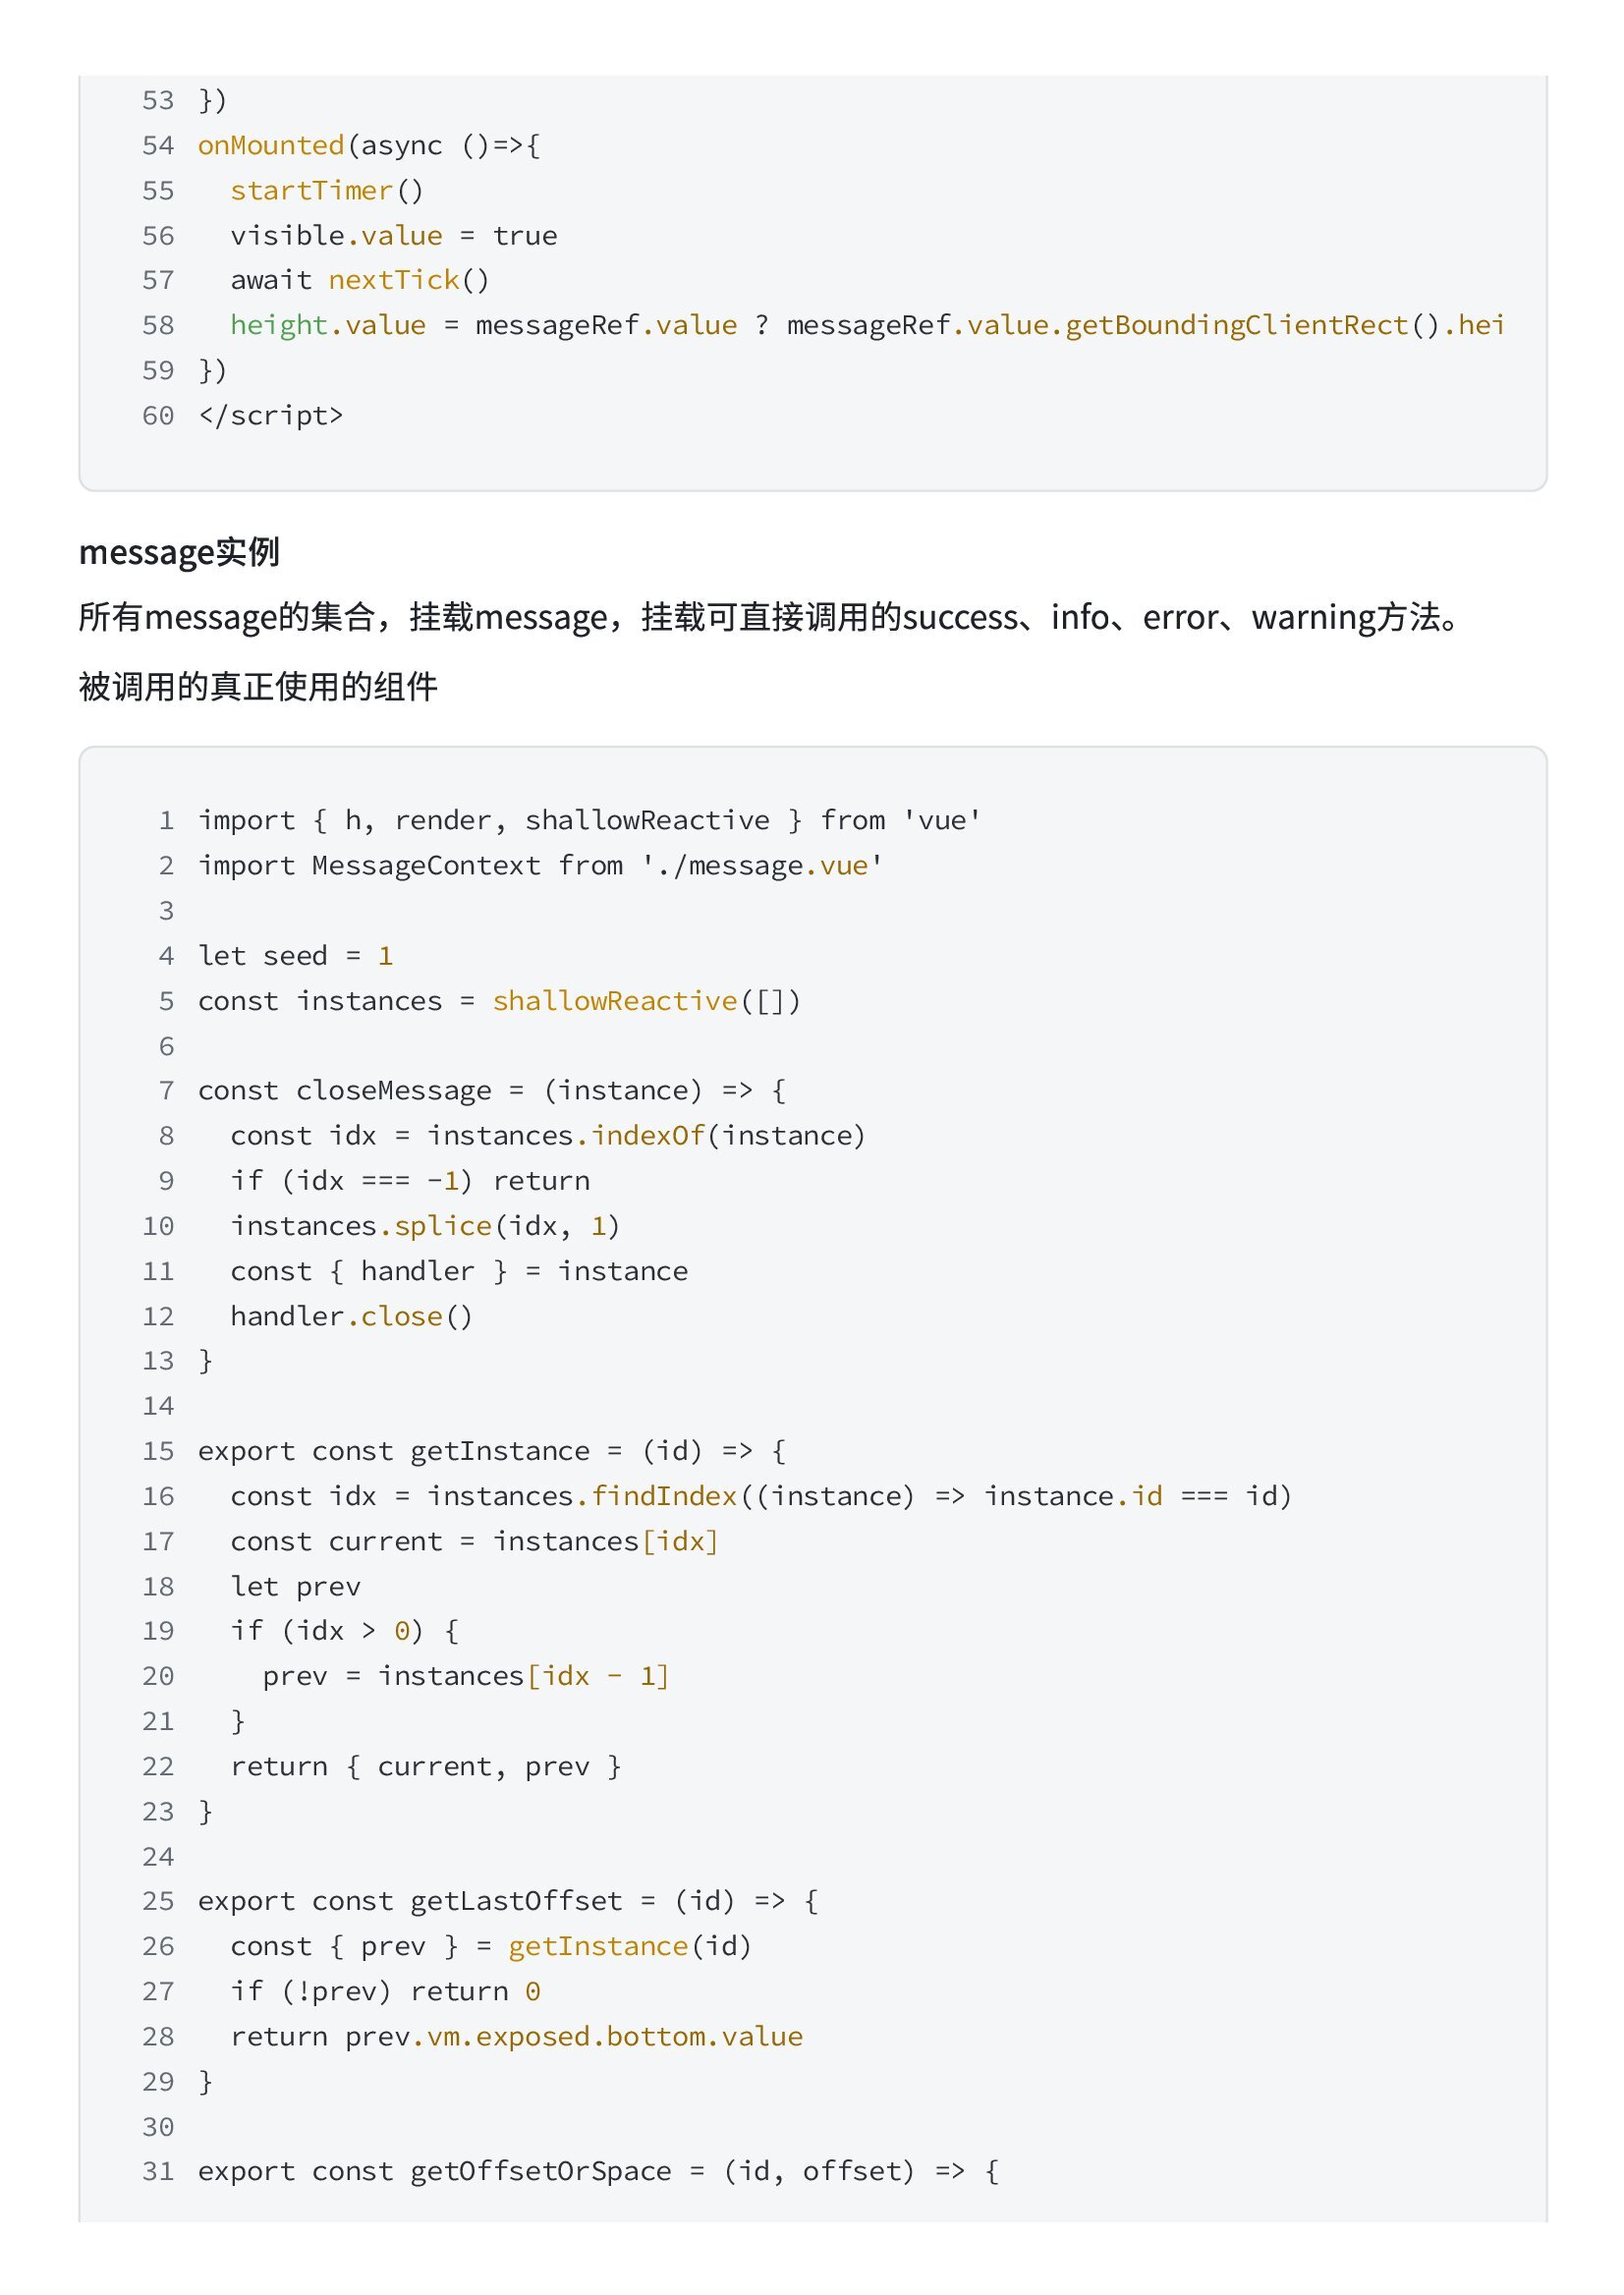 53 })
54 onMounted(async ()=>{
55   startTimer()
56   visible.value = true
57   await nextTick()
58   height.value = messageRef.value ? messageRef.value.getBoundingClientRect().hei
59 })
60 </script>
message实例
所有message的集合，挂载message，挂载可直接调用的success、info、error、warning方法。
被调用的真正使用的组件
1 import { h, render, shallowReactive } from 'vue'
2 import MessageContext from './message.vue'
3
4 let seed = 1
5 const instances = shallowReactive([])
6
7 const closeMessage = (instance) => {
8   const idx = instances.indexOf(instance)
9   if (idx === -1) return
10   instances.splice(idx, 1)
11   const { handler } = instance
12   handler.close()
13 }
14
15 export const getInstance = (id) => {
16   const idx = instances.findIndex((instance) => instance.id === id)
17   const current = instances[idx]
18   let prev
19   if (idx > 0) {
20     prev = instances[idx - 1]
21   }
22   return { current, prev }
23 }
24
25 export const getLastOffset = (id) => {
26   const { prev } = getInstance(id)
27   if (!prev) return 0
28   return prev.vm.exposed.bottom.value
29 }
30
31 export const getOffsetOrSpace = (id, offset) => {